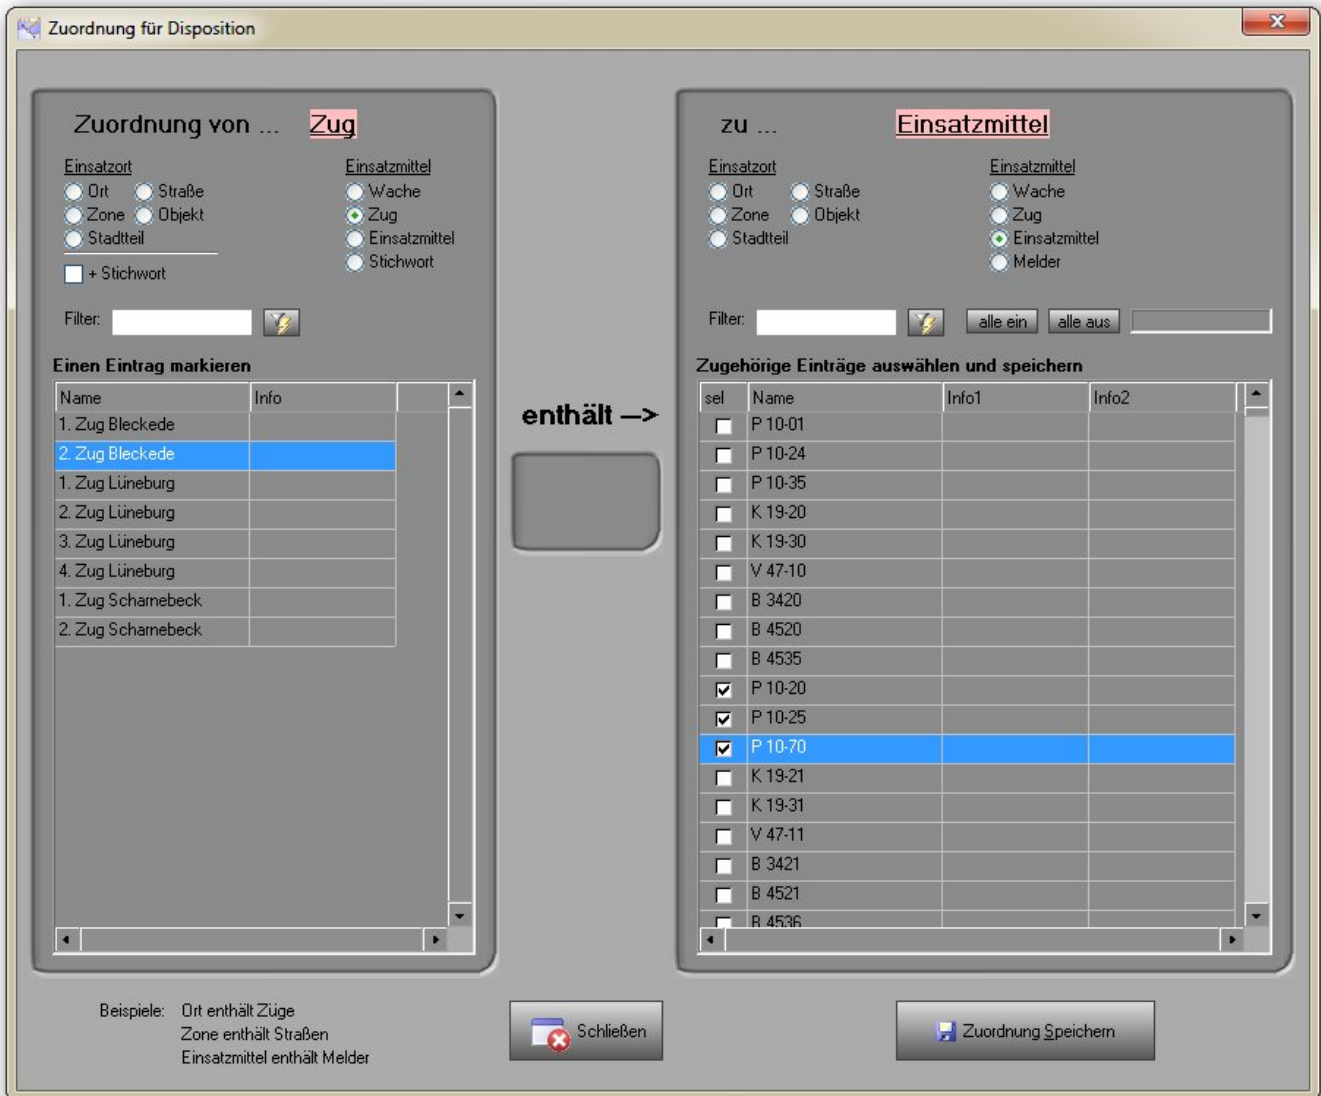 Zuordnung für Disposition
Zuordnung von ... Zug
Einsatzort
Ort Straße
Zone Objekt
Stadtteil
+ Stichwort
Einsatzmittel
Wache
Zug
Einsatzmittel
Stichwort
Filter:
Einen Eintrag markieren
Name Info
1. Zug Bleckede
2. Zug Bleckede
1. Zug Lüneburg
2. Zug Lüneburg
3. Zug Lüneburg
4. Zug Lüneburg
1. Zug Scharnebeck
2. Zug Scharnebeck
enthält -->
zu ... Einsatzmittel
Einsatzort
Ort Straße
Zone Objekt
Stadtteil
Einsatzmittel
Wache
Zug
Einsatzmittel
Melder
Filter: alle ein alle aus
Zugehörige Einträge auswählen und speichern
sel Name Info1 Info2
P 10-01
P 10-24
P 10-35
K 19-20
K 19-30
V 47-10
B 3420
B 4520
B 4535
P 10-20
P 10-25
P 10-70
K 19-21
K 19-31
V 47-11
B 3421
B 4521
B 4536
Beispiele: Ort enthält Züge
Zone enthält Straßen
Einsatzmittel enthält Melder
Schließen
Zuordnung Speichern